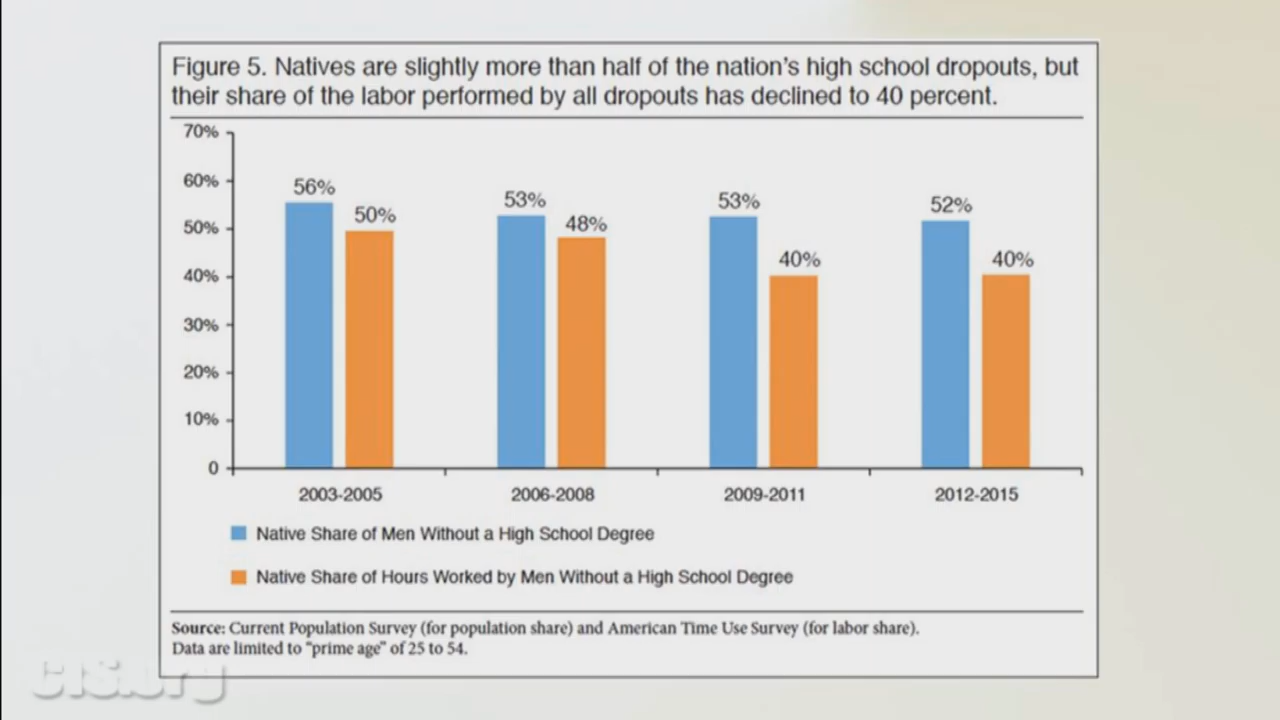 Figure 5. Natives are slightly more than half of the nation's high school dropouts, but
their share of the labor performed by all dropouts has declined to 40 percent.
70%
60%
50%
40%
30%
20%
10%
0
56%
50%
53%
48%
53%
40%
52%
40%
2003-2005
2006-2008
2009-2011
2012-2015
Native Share of Men Without a High School Degree
Native Share of Hours Worked by Men Without a High School Degree
Source: Current Population Survey (for population share) and American Time Use Survey (for labor share).
Data are limited to "prime age" of 25 to 54.
CIS.org